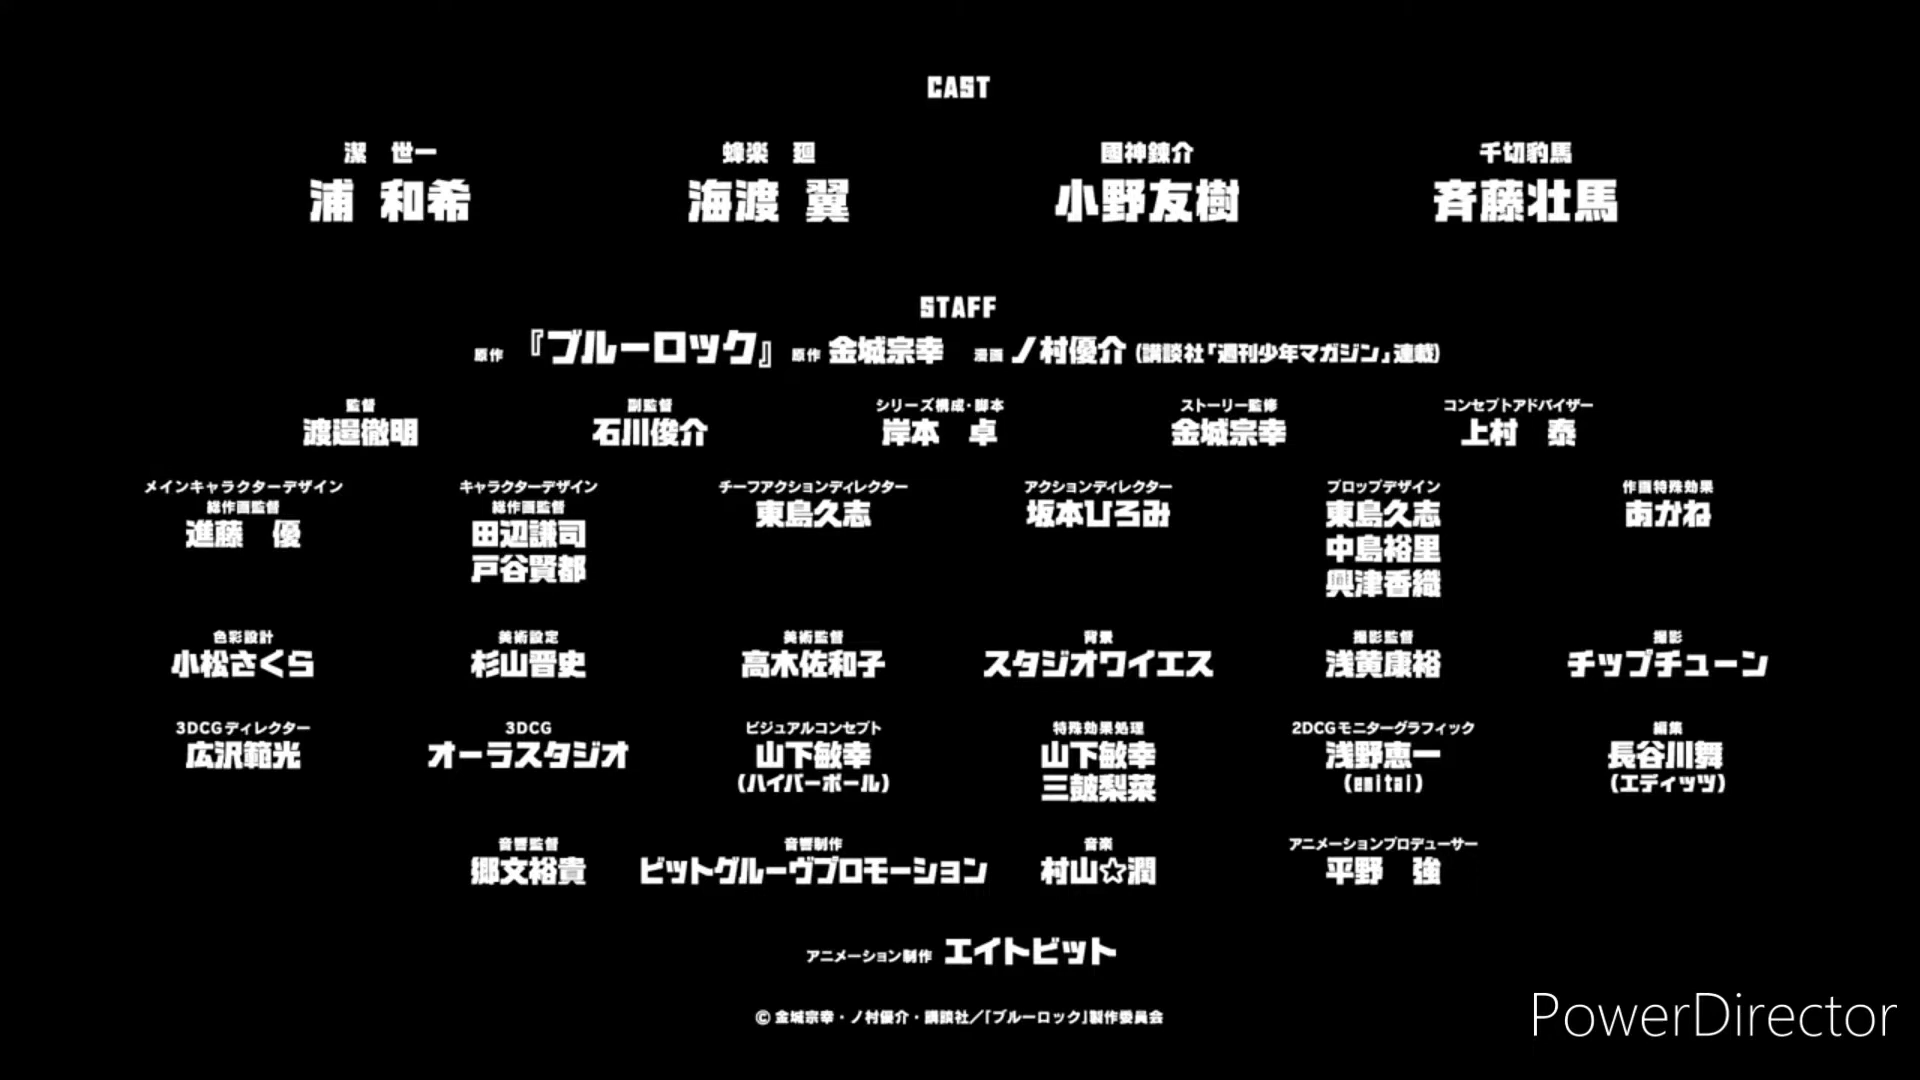 CAST
潔　世一　蜂楽　廻　國神錬介　千切豹馬
浦 和希　海渡 翼　小野友樹　斉藤壮馬
STAFF
原作 『ブルーロック』 原作 金城宗幸　漫画 ノ村優介 (講談社「週刊少年マガジン」連載)
監督　副監督　シリーズ構成・脚本　ストーリー監修　コンセプトアドバイザー
渡邉徹明　石川俊介　岸本　卓　金城宗幸　上村　泰
メインキャラクターデザイン　キャラクターデザイン　チーフアクションディレクター　アクションディレクター　プロップデザイン　作画特殊効果
総作画監督　総作画監督　東島久志　坂本ひろみ　東島久志　あかね
進藤　優　田辺謙司　中島裕里
戸谷賢都　興津香織
色彩設計　美術設定　美術監督　背景　撮影監督　撮影
小松さくら　杉山晋史　高木佐和子　スタジオワイエス　浅黄康裕　チップチューン
3DCGディレクター　3DCG　ビジュアルコンセプト　特殊効果処理　2DCGモニターグラフィック　編集
広沢範光　オーラスタジオ　山下敏幸　山下敏幸　浅野恵一　長谷川舞
(ハイパーボール)　三皷梨菜　(emitai)　(エディッツ)
音響監督　音響制作　音楽　アニメーションプロデューサー
郷文裕貴　ビットグルーヴプロモーション　村山☆潤　平野　強
アニメーション制作 エイトビット
© 金城宗幸・ノ村優介・講談社／「ブルーロック」製作委員会
PowerDirector